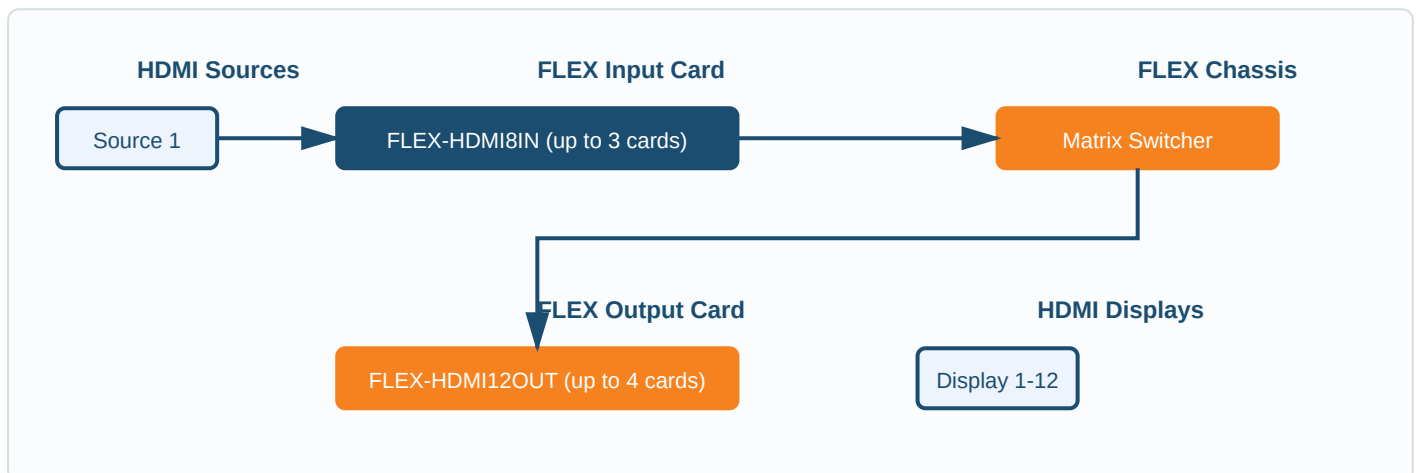 HDMI Sources
FLEX Input Card
FLEX Chassis
Source 1
FLEX-HDMI8IN (up to 3 cards)
Matrix Switcher
FLEX Output Card
HDMI Displays
FLEX-HDMI12OUT (up to 4 cards)
Display 1-12